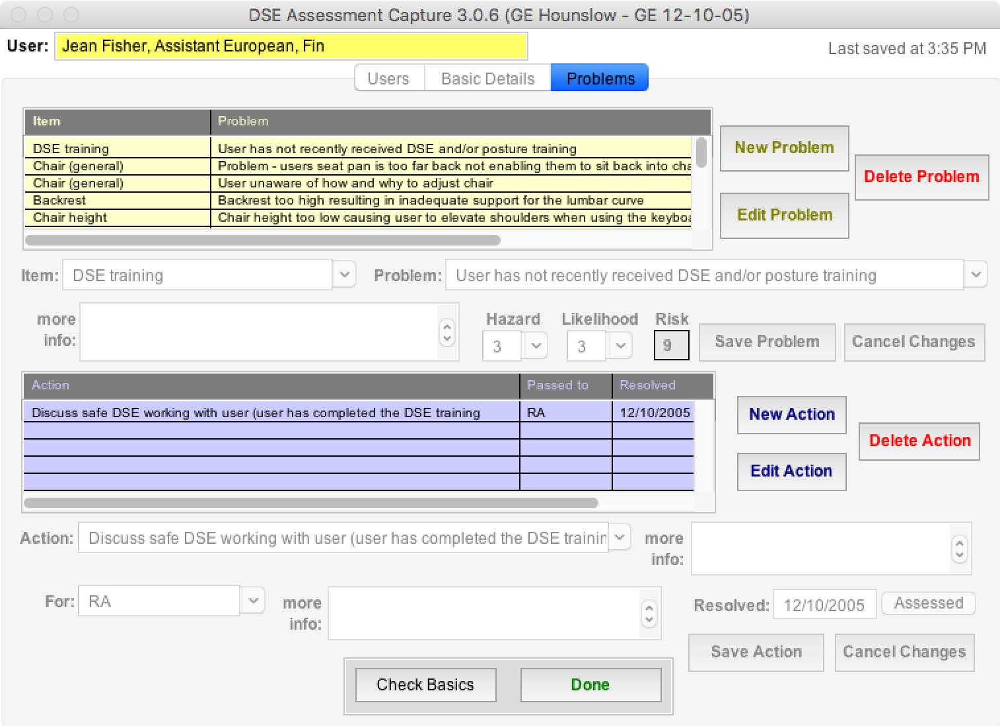 DSE Assessment Capture 3.0.6 (GE Hounslow - GE 12-10-05)
User: Jean Fisher, Assistant European, Fin
Last saved at 3:35 PM
Users Basic Details Problems
Item Problem
DSE training User has not recently received DSE and/or posture training
Chair (general) Problem - users seat pan is too far back not enabling them to sit back into cha
Chair (general) User unaware of how and why to adjust chair
Backrest Backrest too high resulting in inadequate support for the lumbar curve
Chair height Chair height too low causing user to elevate shoulders when using the keyboa
New Problem
Delete Problem
Edit Problem
Item: DSE training Problem: User has not recently received DSE and/or posture training
more info:
Hazard Likelihood Risk
3 3 9 Save Problem Cancel Changes
Action Passed to Resolved
Discuss safe DSE working with user (user has completed the DSE training RA 12/10/2005
New Action
Delete Action
Edit Action
Action: Discuss safe DSE working with user (user has completed the DSE trainin more info:
For: RA more info:
Resolved: 12/10/2005 Assessed
Save Action Cancel Changes
Check Basics Done